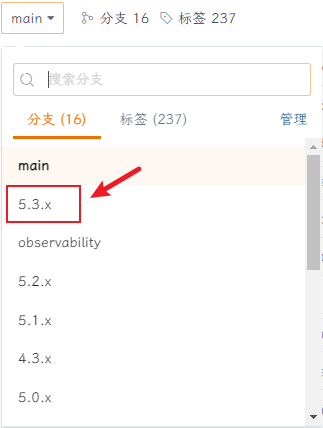 main 分支 16 标签 237
搜索分支
分支 (16) 标签 (237) 管理
main
5.3.x
observability
5.2.x
5.1.x
4.3.x
5.0.x